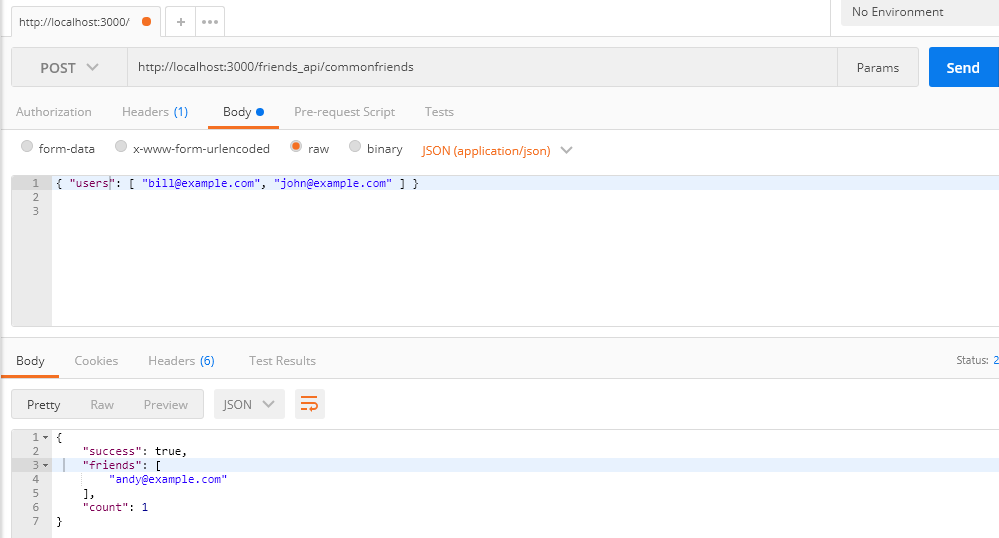 http://localhost:3000/ + ••• No Environment
POST http://localhost:3000/friends_api/commonfriends Params Send
Authorization Headers (1) Body Pre-request Script Tests
form-data x-www-form-urlencoded raw binary JSON (application/json)
1 { "users": [ "bill@example.com", "john@example.com" ] }
2
3
Body Cookies Headers (6) Test Results Status: 2
Pretty Raw Preview JSON
1 {
2 "success": true,
3 "friends": [
4 "andy@example.com"
5 ],
6 "count": 1
7 }